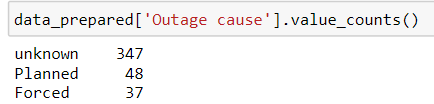 data_prepared['Outage cause'].value_counts()
unknown    347
Planned     48
Forced      37